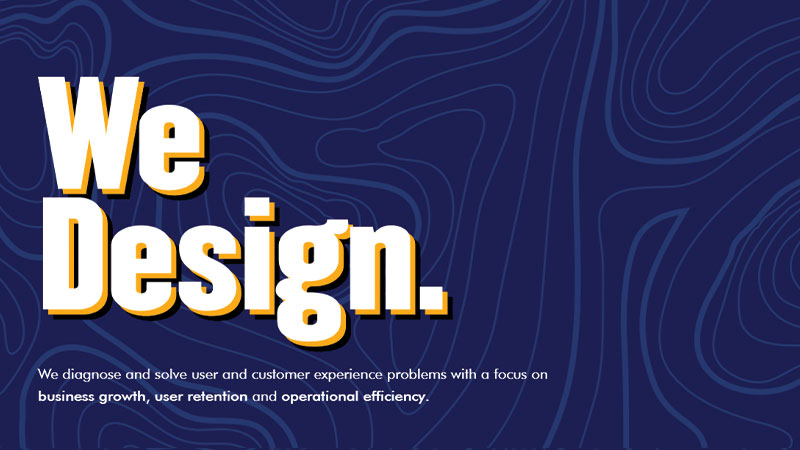 We
Design.
We diagnose and solve user and customer experience problems with a focus on
business growth, user retention and operational efficiency.